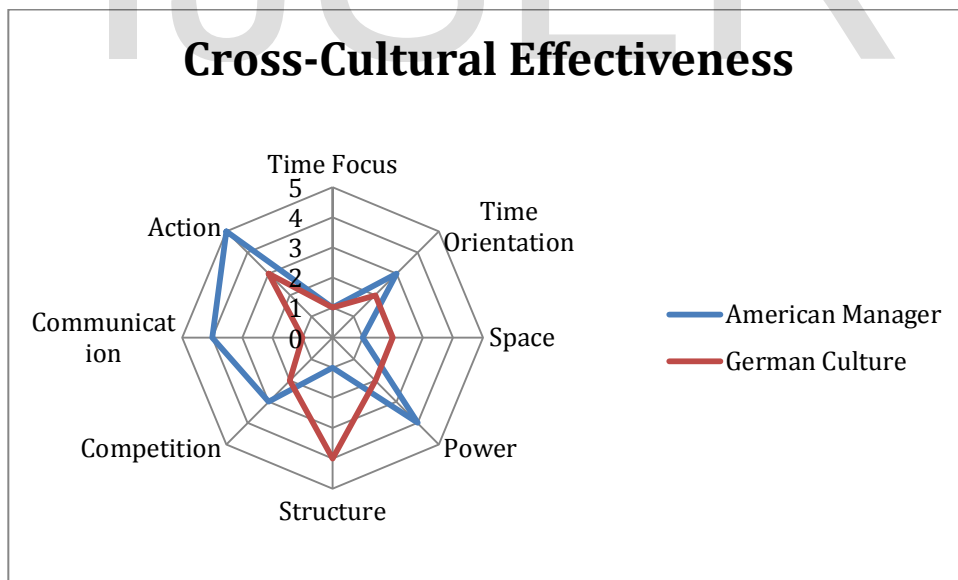 IJSER
Cross-Cultural Effectiveness
Time Focus
5
4
3
2
1
0
Time
Orientation
Space
Power
Structure
Competition
Communicat
ion
Action
American Manager
German Culture